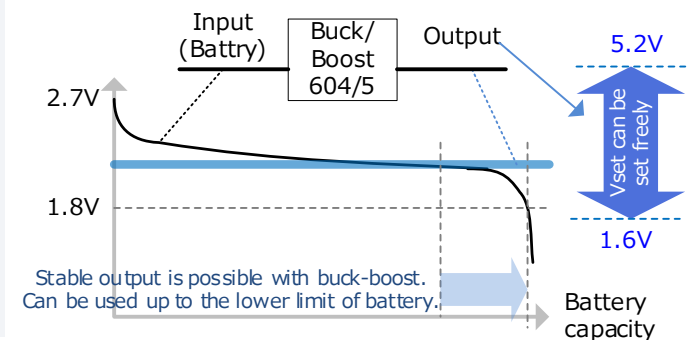 Input
(Battry)
Buck/
Boost
604/5
Output
5.2V
2.7V
Vset can be
set freely
1.8V
1.6V
Stable output is possible with buck-boost.
Can be used up to the lower limit of battery.
Battery
capacity